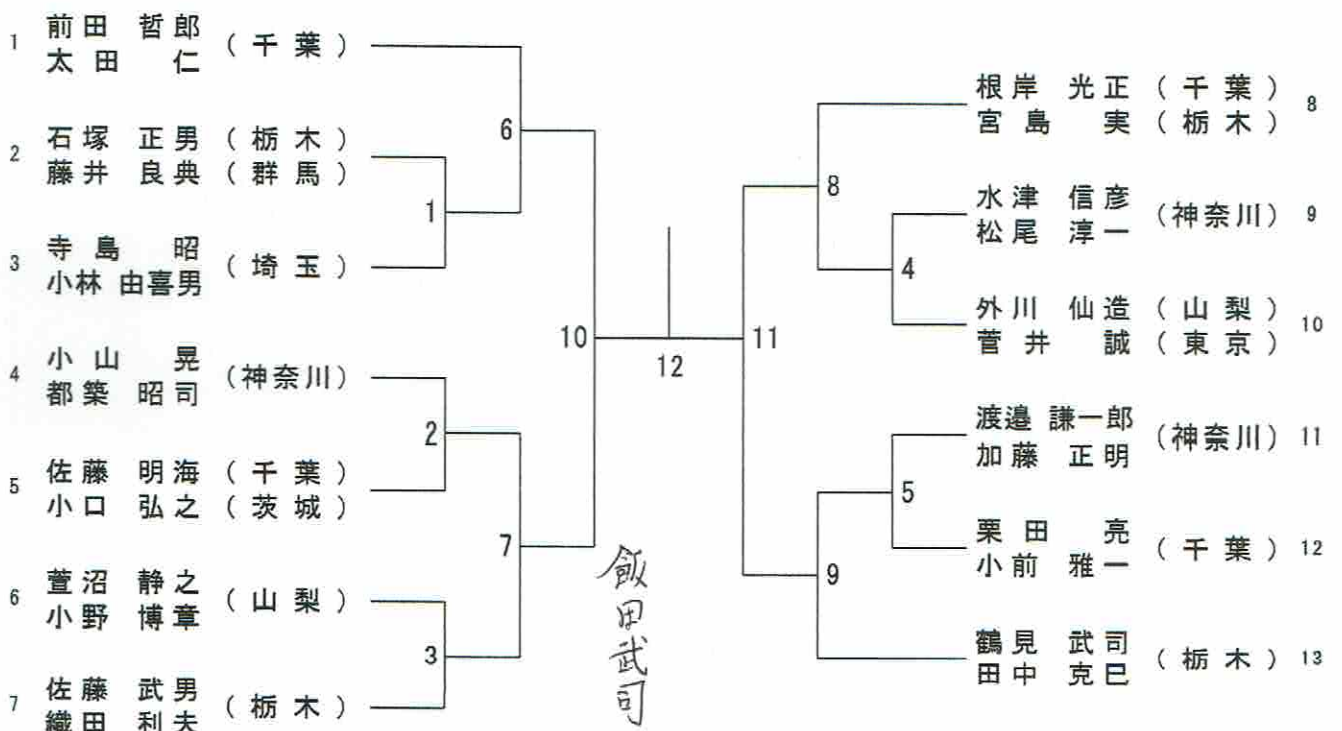 1 前田 哲郎 (千葉)
太田 仁
2 石塚 正男 (栃木)
藤井 良典 (群馬)
3 寺島 昭 (埼玉)
小林 由喜男
4 小山 晃 (神奈川)
都築 昭司
5 佐藤 明海 (千葉)
小口 弘之 (茨城)
6 萱沼 静之 (山梨)
小野 博章
7 佐藤 武男 (栃木)
織田 利夫
6
1
10
2
7
3
12
飯田武司
11
8
4
5
9
根岸 光正 (千葉) 8
宮島 実 (栃木)
水津 信彦 (神奈川) 9
松尾 淳一
外川 仙造 (山梨) 10
菅井 誠 (東京)
渡邉 謙一郎 (神奈川) 11
加藤 正明
栗田 亮 (千葉) 12
小前 雅一
鶴見 武司 (栃木) 13
田中 克巳